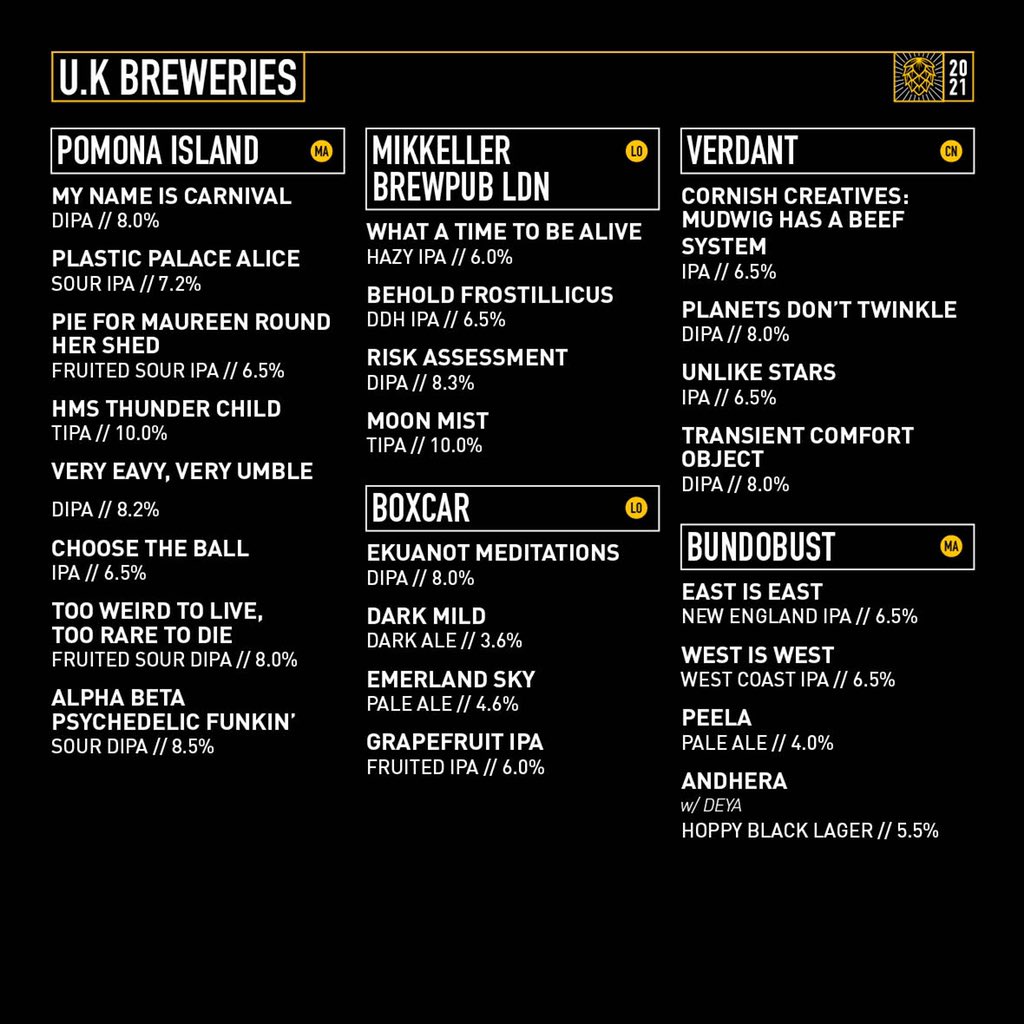 U.K BREWERIES
20
21
POMONA ISLAND MA
MY NAME IS CARNIVAL
DIPA // 8.0%
PLASTIC PALACE ALICE
SOUR IPA // 7.2%
PIE FOR MAUREEN ROUND
HER SHED
FRUITED SOUR IPA // 6.5%
HMS THUNDER CHILD
TIPA // 10.0%
VERY EAVY, VERY UMBLE
DIPA // 8.2%
CHOOSE THE BALL
IPA // 6.5%
TOO WEIRD TO LIVE,
TOO RARE TO DIE
FRUITED SOUR DIPA // 8.0%
ALPHA BETA
PSYCHEDELIC FUNKIN’
SOUR DIPA // 8.5%
MIKKELLER LO
BREWPUB LDN
WHAT A TIME TO BE ALIVE
HAZY IPA // 6.0%
BEHOLD FROSTILLICUS
DDH IPA // 6.5%
RISK ASSESSMENT
DIPA // 8.3%
MOON MIST
TIPA // 10.0%
BOXCAR LO
EKUANOT MEDITATIONS
DIPA // 8.0%
DARK MILD
DARK ALE // 3.6%
EMERLAND SKY
PALE ALE // 4.6%
GRAPEFRUIT IPA
FRUITED IPA // 6.0%
VERDANT CN
CORNISH CREATIVES:
MUDWIG HAS A BEEF
SYSTEM
IPA // 6.5%
PLANETS DON’T TWINKLE
DIPA // 8.0%
UNLIKE STARS
IPA // 6.5%
TRANSIENT COMFORT
OBJECT
DIPA // 8.0%
BUNDOBUST MA
EAST IS EAST
NEW ENGLAND IPA // 6.5%
WEST IS WEST
WEST COAST IPA // 6.5%
PEELA
PALE ALE // 4.0%
ANDHERA
w/ DEYA
HOPPY BLACK LAGER // 5.5%